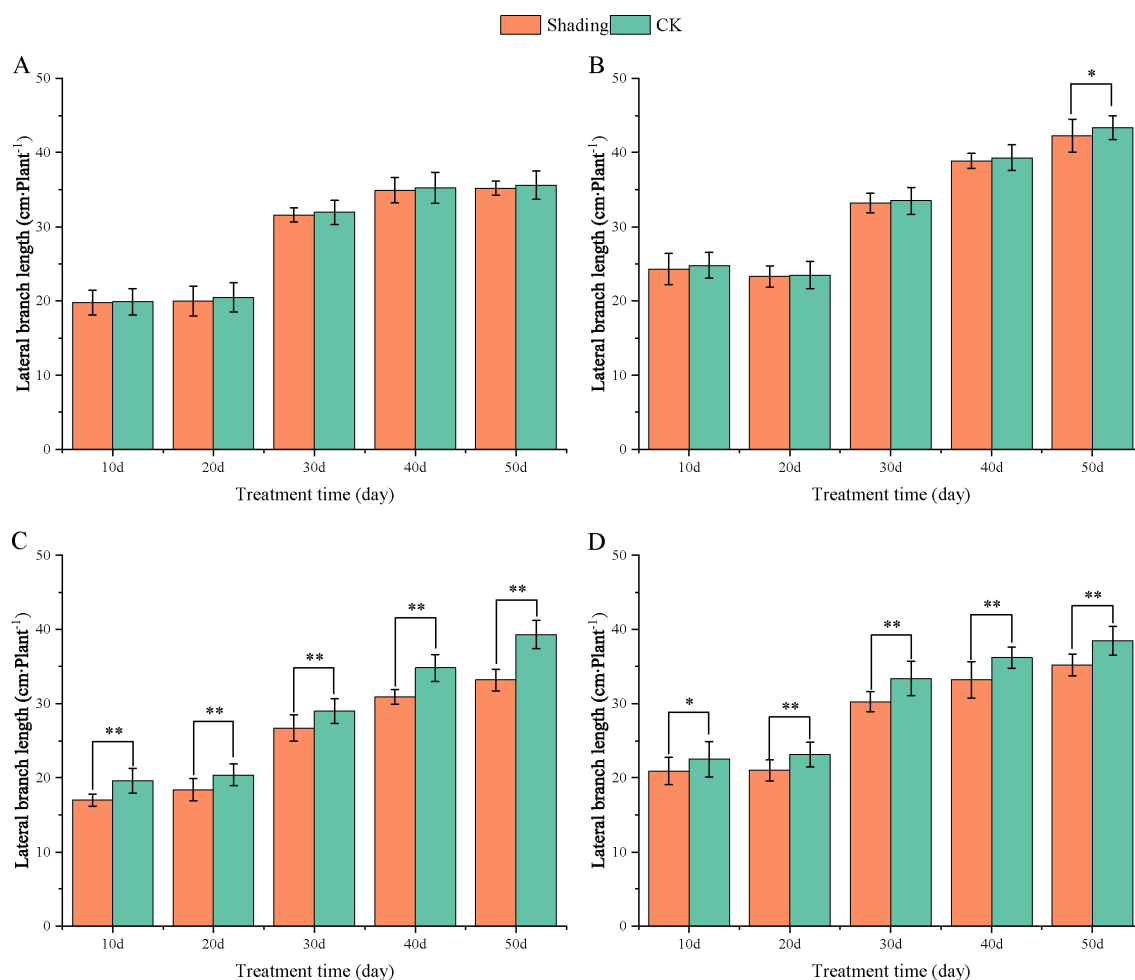 Shading CK
A
50
40
30
20
10
0
Lateral branch length (cm·Plant⁻¹)
10d 20d 30d 40d 50d
Treatment time (day)
B
50
40
30
20
10
0
Lateral branch length (cm·Plant⁻¹)
*
10d 20d 30d 40d 50d
Treatment time (day)
C
50
40
30
20
10
0
Lateral branch length (cm·Plant⁻¹)
** ** ** ** **
10d 20d 30d 40d 50d
Treatment time (day)
D
50
40
30
20
10
0
Lateral branch length (cm·Plant⁻¹)
* ** ** ** **
10d 20d 30d 40d 50d
Treatment time (day)